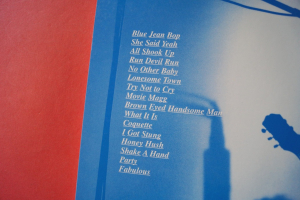 Blue Jean Bop
She Said Yeah
All Shook Up
Run Devil Run
No Other Baby
Lonesome Town
Try Not to Cry
Movie Magg
Brown Eyed Handsome Man
What It Is
Coquette
I Got Stung
Honey Hush
Shake A Hand
Party
Fabulous